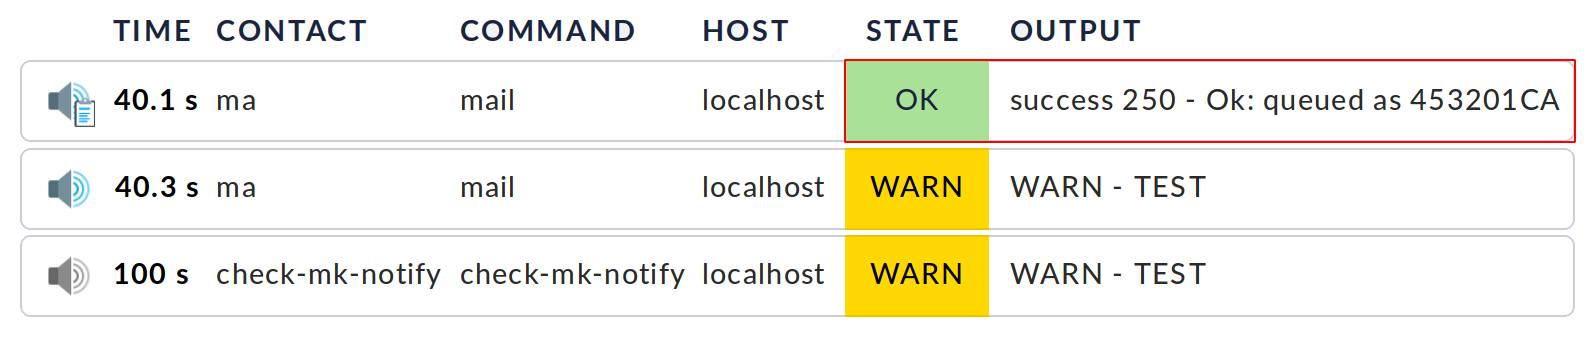 TIME CONTACT COMMAND HOST STATE OUTPUT
40.1 s ma mail localhost OK success 250 - Ok: queued as 453201CA
40.3 s ma mail localhost WARN WARN - TEST
100 s check-mk-notify check-mk-notify localhost WARN WARN - TEST